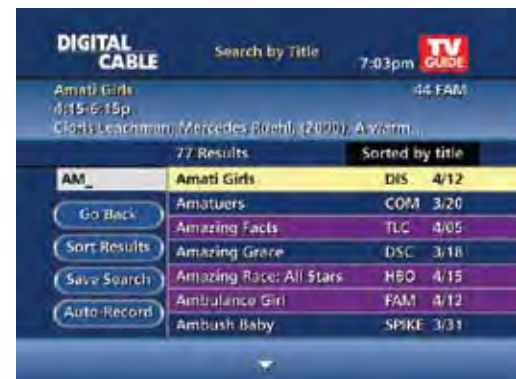 DIGITAL CABLE
Search by Title
7:03pm
TV GUIDE
Amati Girls
44 FAM
4:15-6:15p
Cloris Leachman, Mercedes Ruehl, (2000), A warm...
77 Results
Sorted by title
AM_
Amati Girls DIS 4/12
Amatuers COM 3/20
Go Back
Amazing Facts TLC 4/05
Amazing Grace DSC 3/18
Sort Results
Amazing Race: All Stars HBO 4/15
Save Search
Ambulance Girl FAM 4/12
Auto-Record
Ambush Baby SPIKE 3/31